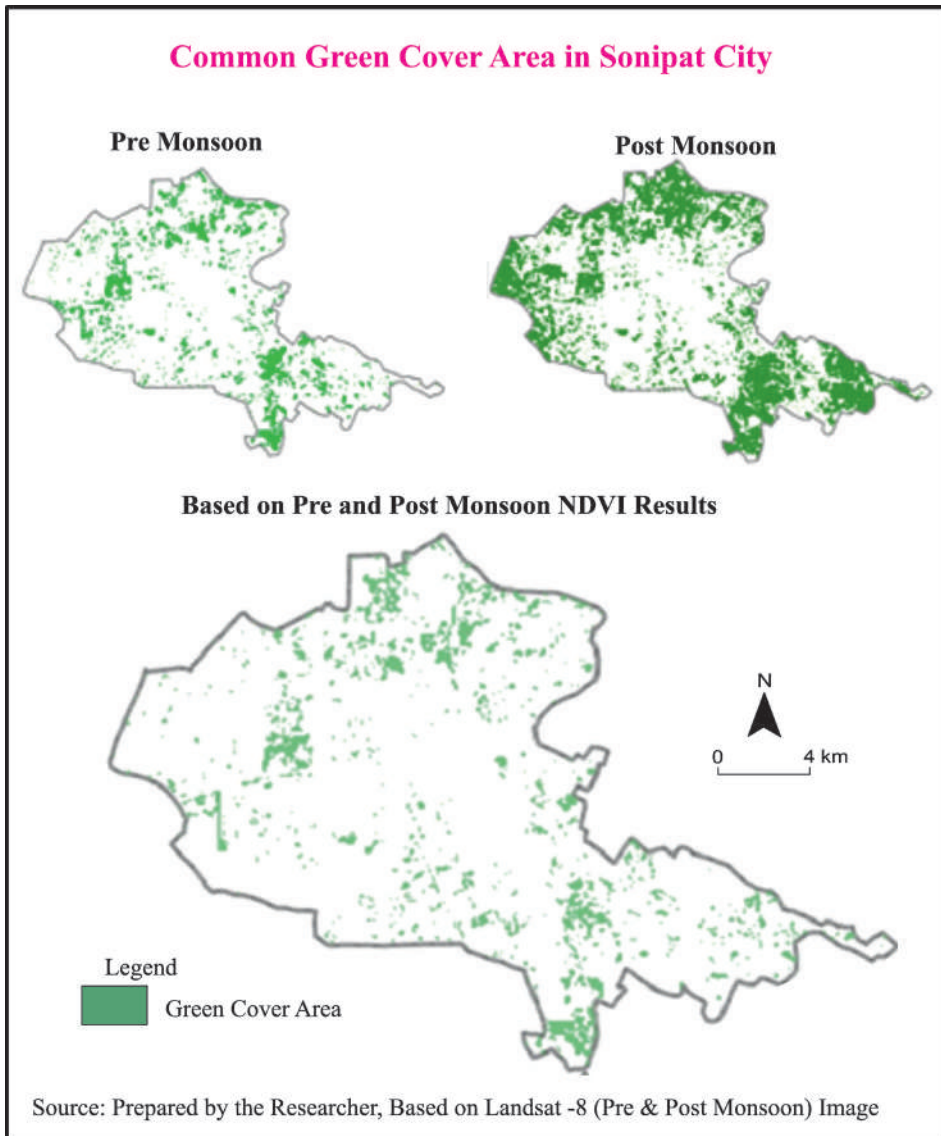 Common Green Cover Area in Sonipat City
Pre Monsoon
Post Monsoon
Based on Pre and Post Monsoon NDVI Results
N
0 4 km
Legend
Green Cover Area
Source: Prepared by the Researcher, Based on Landsat -8 (Pre & Post Monsoon) Image